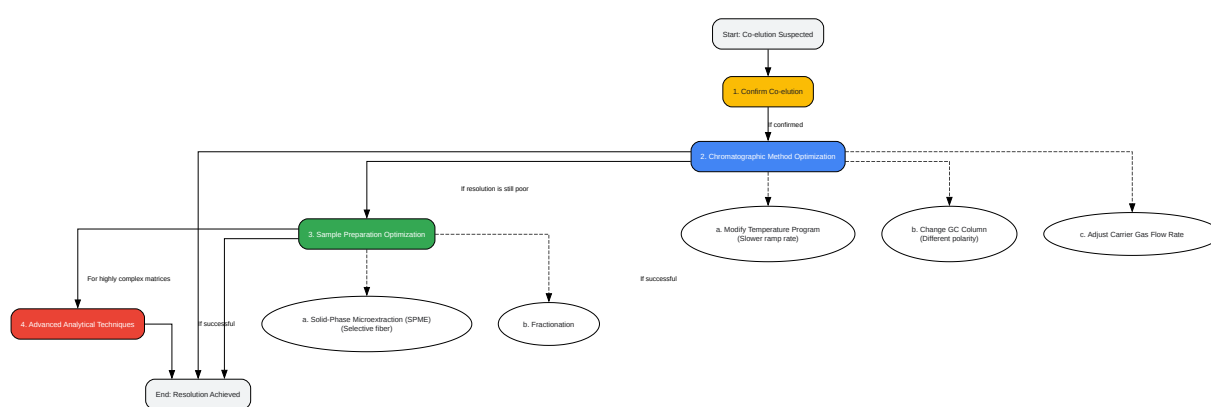 Start: Co-elution Suspected
1. Confirm Co-elution
If confirmed
2. Chromatographic Method Optimization
If resolution is still poor
a. Modify Temperature Program
(Slower ramp rate)
b. Change GC Column
(Different polarity)
c. Adjust Carrier Gas Flow Rate
3. Sample Preparation Optimization
For highly complex matrices
If successful
a. Solid-Phase Microextraction (SPME)
(Selective fiber)
b. Fractionation
4. Advanced Analytical Techniques
If successful
End: Resolution Achieved